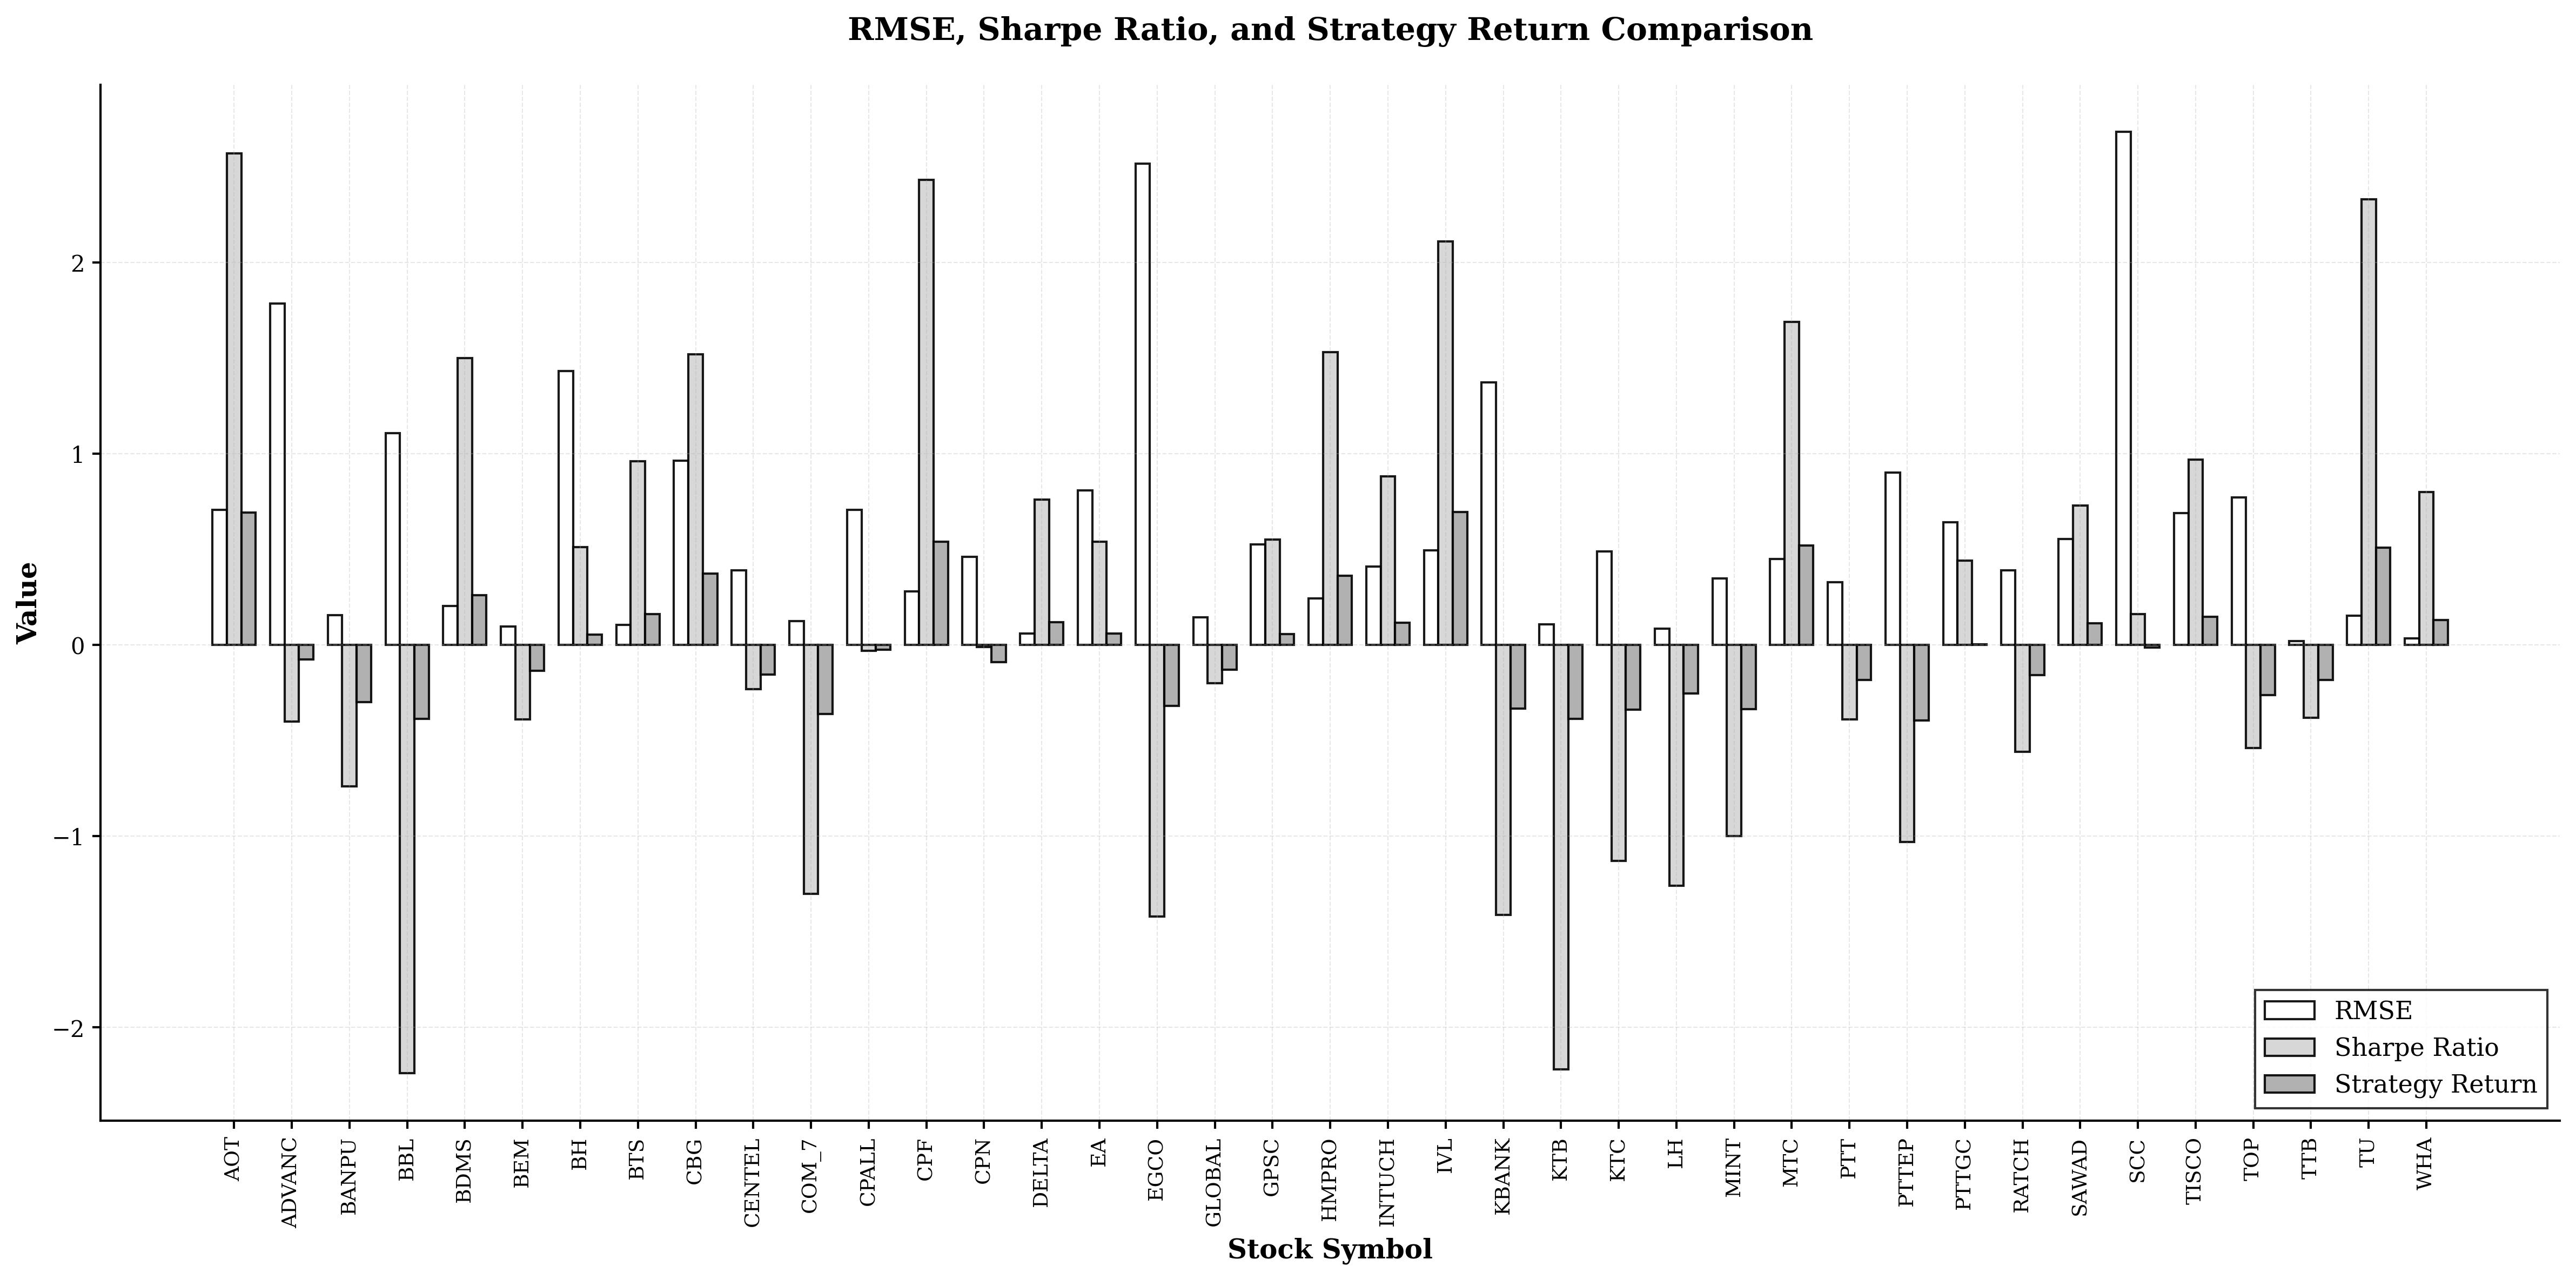 RMSE, Sharpe Ratio, and Strategy Return Comparison
Value
2
1
0
−1
−2
RMSE
Sharpe Ratio
Strategy Return
AOT
ADVANC
BANPU
BBL
BDMS
BEM
BH
BTS
CBG
CENTEL
COM_7
CPALL
CPF
CPN
DELTA
EA
EGCO
GLOBAL
GPSC
HMPRO
INTUCH
IVL
KBANK
KTB
KTC
LH
MINT
MTC
PTT
PTTEP
PTTGC
RATCH
SAWAD
SCC
TISCO
TOP
TTB
TU
WHA
Stock Symbol